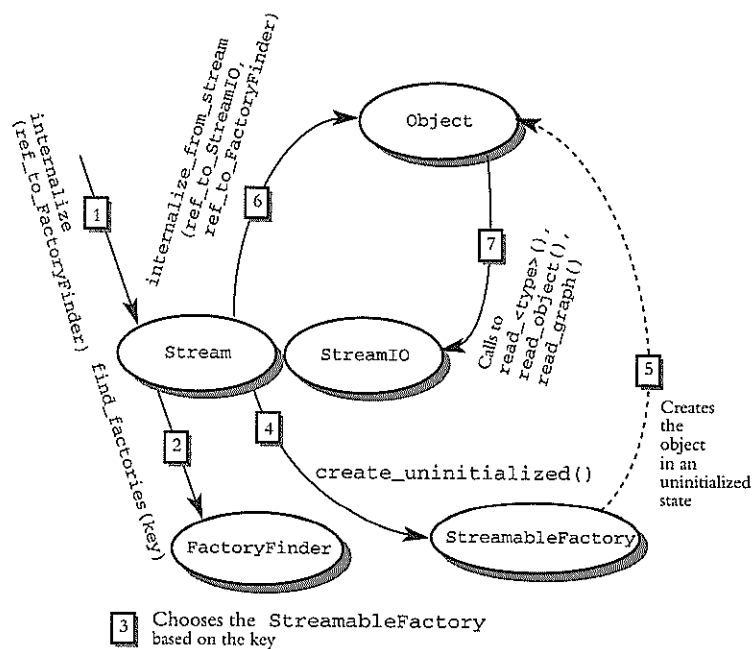 internalize
(ref_to_FactoryFinder)
1
internalize_from_stream
(ref_to_StreamIO,
ref_to_FactoryFinder)
6
Object
7
Calls to
read_<type>(),
read_object(),
read_graph()
Stream
StreamIO
5
Creates
the
object
in an
uninitialized
state
find_factories(key)
2
4
create_uninitialized()
FactoryFinder
StreamableFactory
3 Chooses the StreamableFactory
based on the key